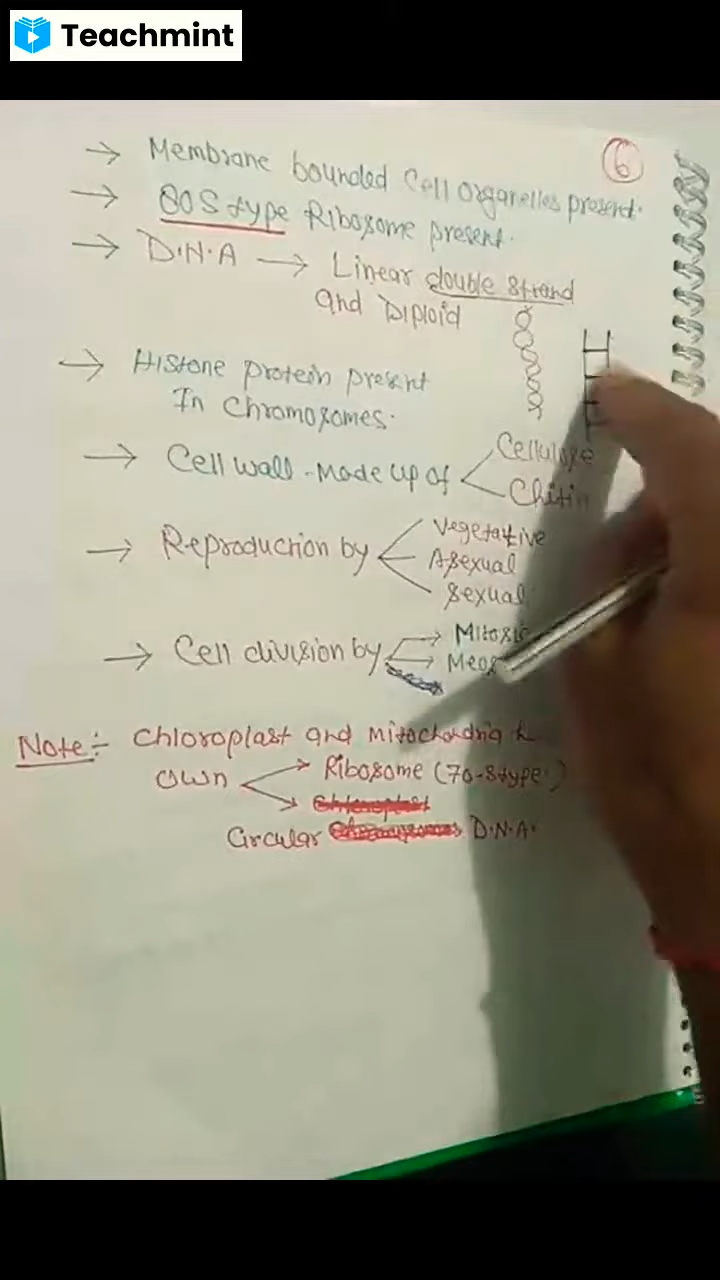 Teachmint
6
→ Membrane bounded Cell organelles present.
→ 80S type Ribosome present.
→ D.N.A → Linear double strand
and Diploid
→ Histone protein present
In Chromosomes.
→ Cell wall - Made up of Cellulose
Chitin
→ Reproduction by Vegetative
Asexual
Sexual
→ Cell division by → Mitosis
→
Note:- Chloroplast and Mitochondria
own → Ribosome (70-S type.)
→
Circular D.N.A.